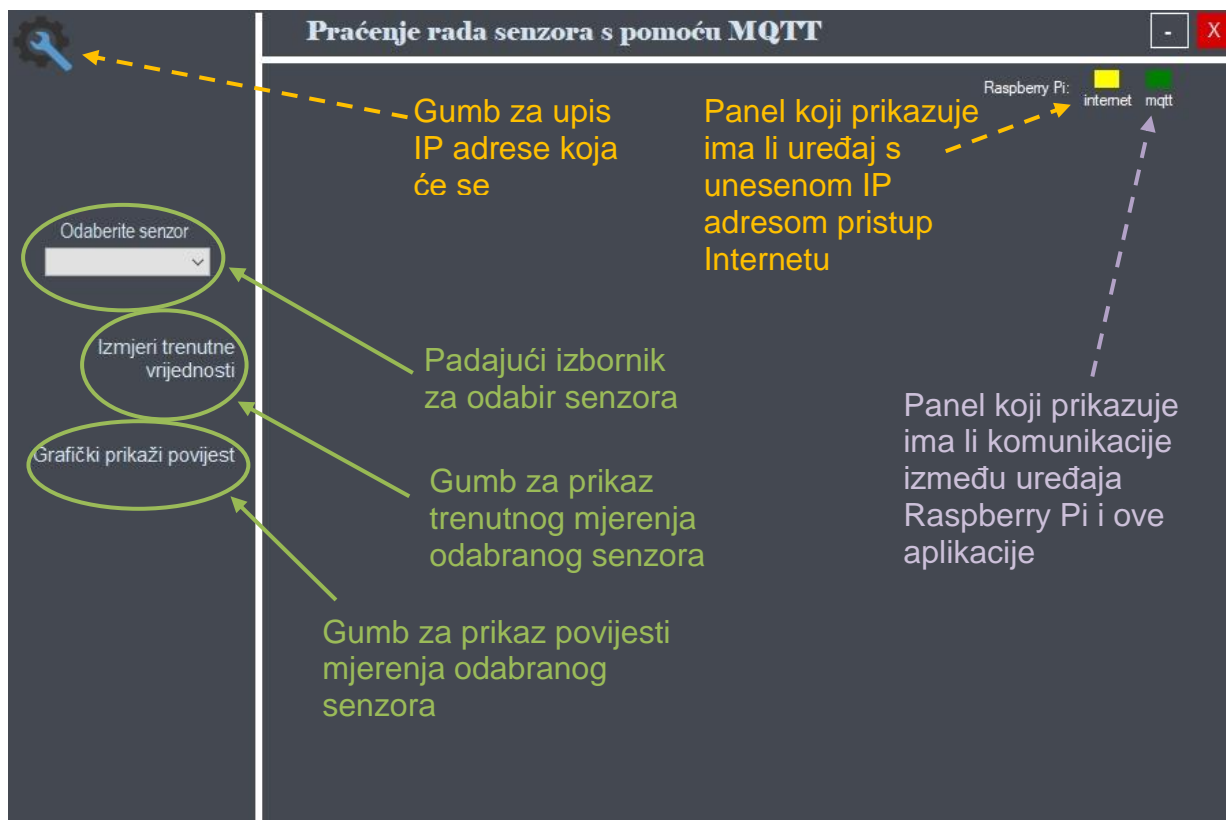 Praćenje rada senzora s pomoću MQTT
-
X
Raspberry Pi:
internet
mqtt
Gumb za upis
IP adrese koja
će se
Panel koji prikazuje
ima li uređaj s
unesenom IP
adresom pristup
Internetu
Odaberite senzor
Izmjeri trenutne
vrijednosti
Grafički prikaži povijest
Padajući izbornik
za odabir senzora
Gumb za prikaz
trenutnog mjerenja
odabranog senzora
Gumb za prikaz povijesti
mjerenja odabranog
senzora
Panel koji prikazuje
ima li komunikacije
između uređaja
Raspberry Pi i ove
aplikacije